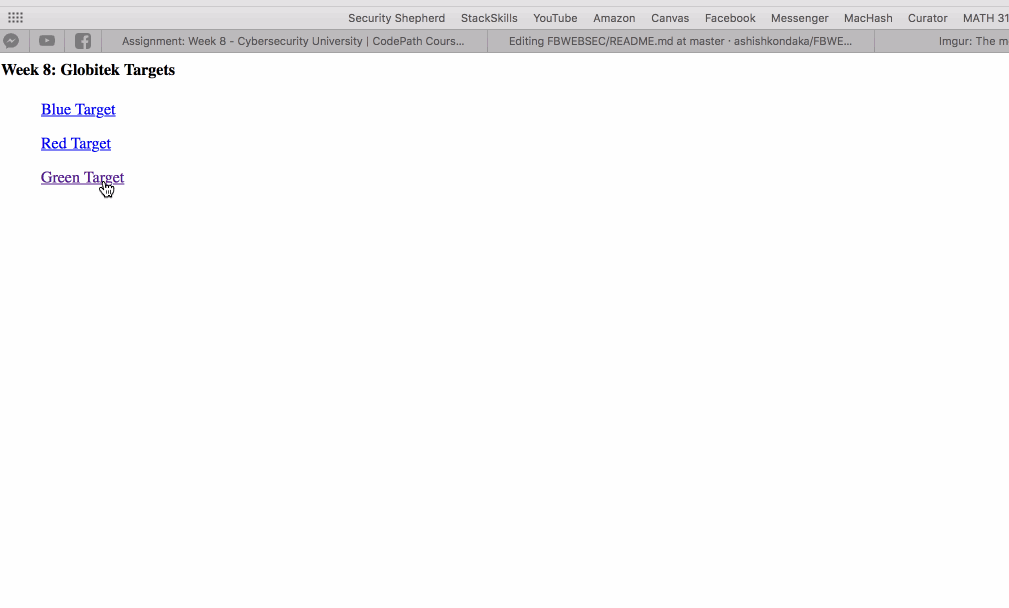 Security Shepherd StackSkills YouTube Amazon Canvas Facebook Messenger MacHash Curator MATH 31
Assignment: Week 8 - Cybersecurity University | CodePath Cours... Editing FBWEBSEC/README.md at master · ashishkondaka/FBWE... Imgur: The m
Week 8: Globitek Targets
Blue Target
Red Target
Green Target